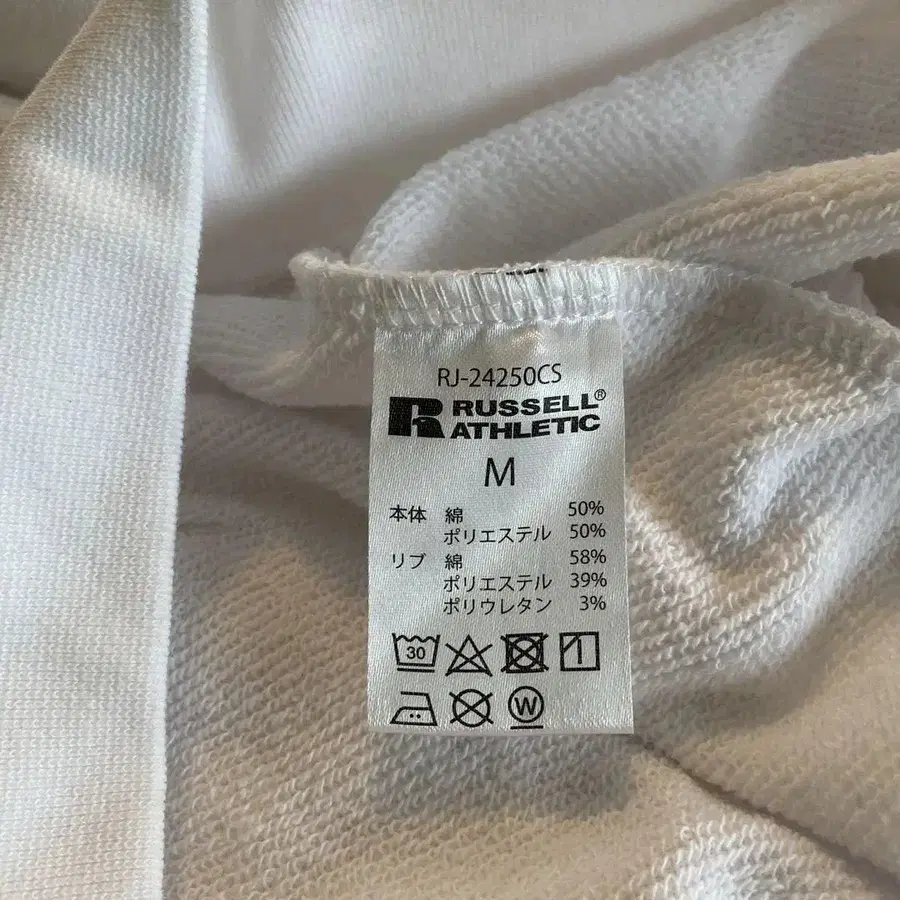 RJ-24250CS
RUSSELL®
ATHLETIC
M
本体 綿 50%
ポリエステル 50%
リブ 綿 58%
ポリエステル 39%
ポリウレタン 3%
30
W